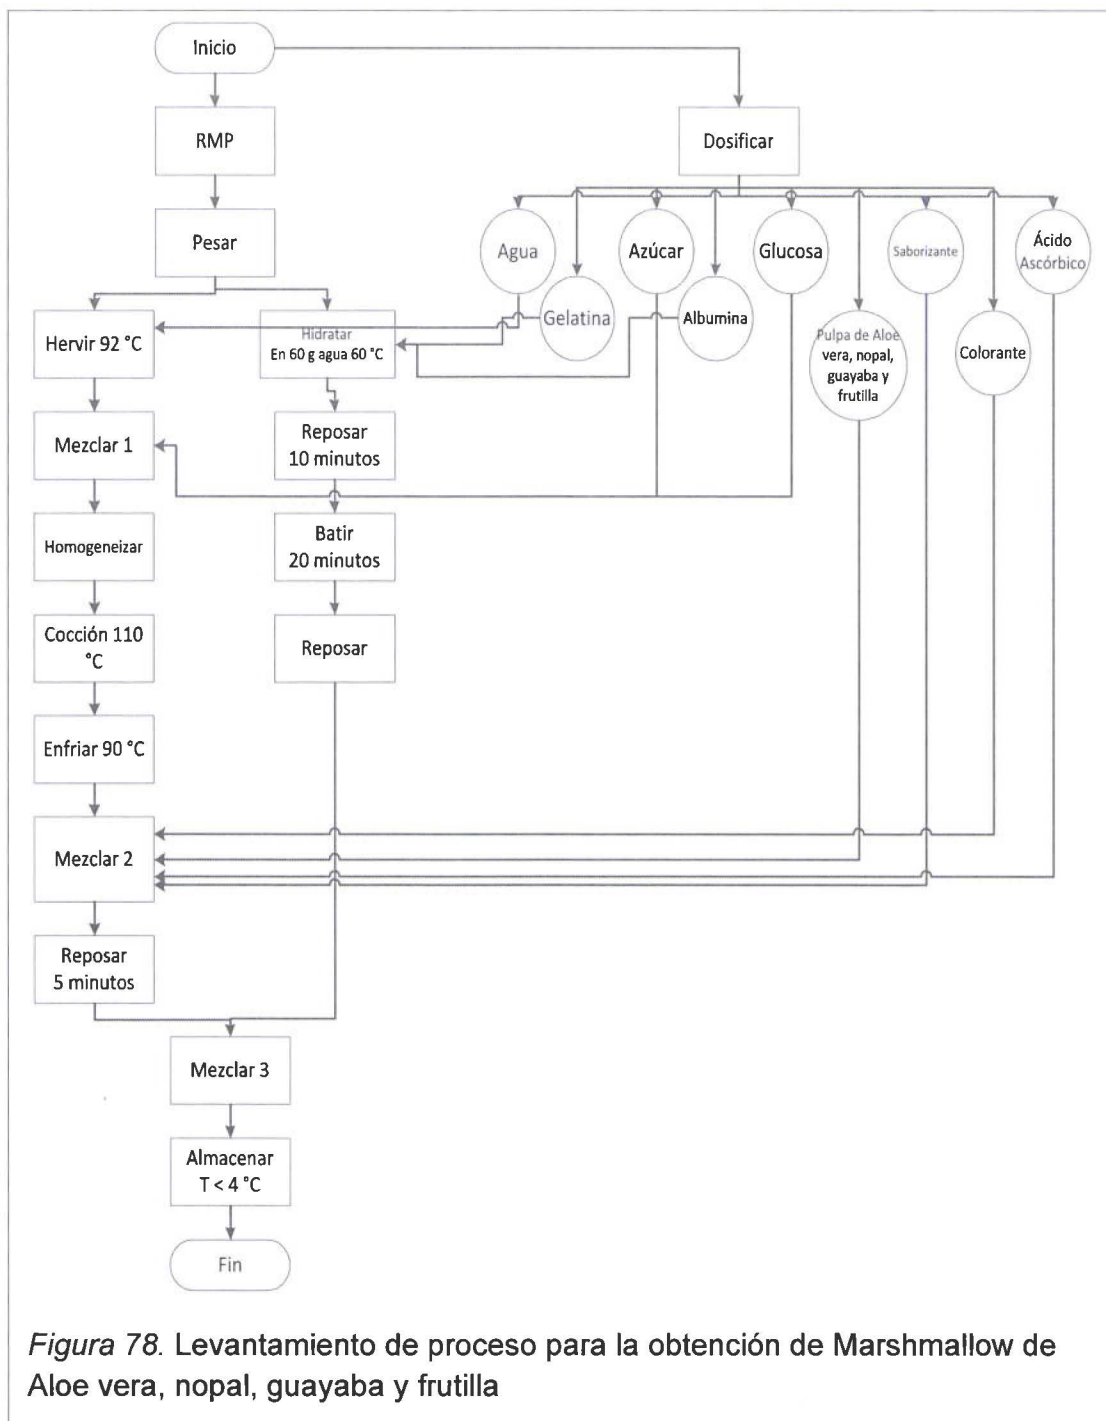 Inicio
RMP
Dosificar
Pesar
Agua
Azúcar
Glucosa
Saborizante
Ácido
Ascórbico
Hervir 92 °C
Hidratar
En 60 g agua 60 °C
Gelatina
Albumina
Pulpa de Aloe
vera, nopal,
guayaba y
frutilla
Colorante
Mezclar 1
Reposar
10 minutos
Homogeneizar
Batir
20 minutos
Cocción 110
°C
Reposar
Enfriar 90 °C
Mezclar 2
Reposar
5 minutos
Mezclar 3
Almacenar
T < 4 °C
Fin
Figura 78. Levantamiento de proceso para la obtención de Marshmallow de
Aloe vera, nopal, guayaba y frutilla